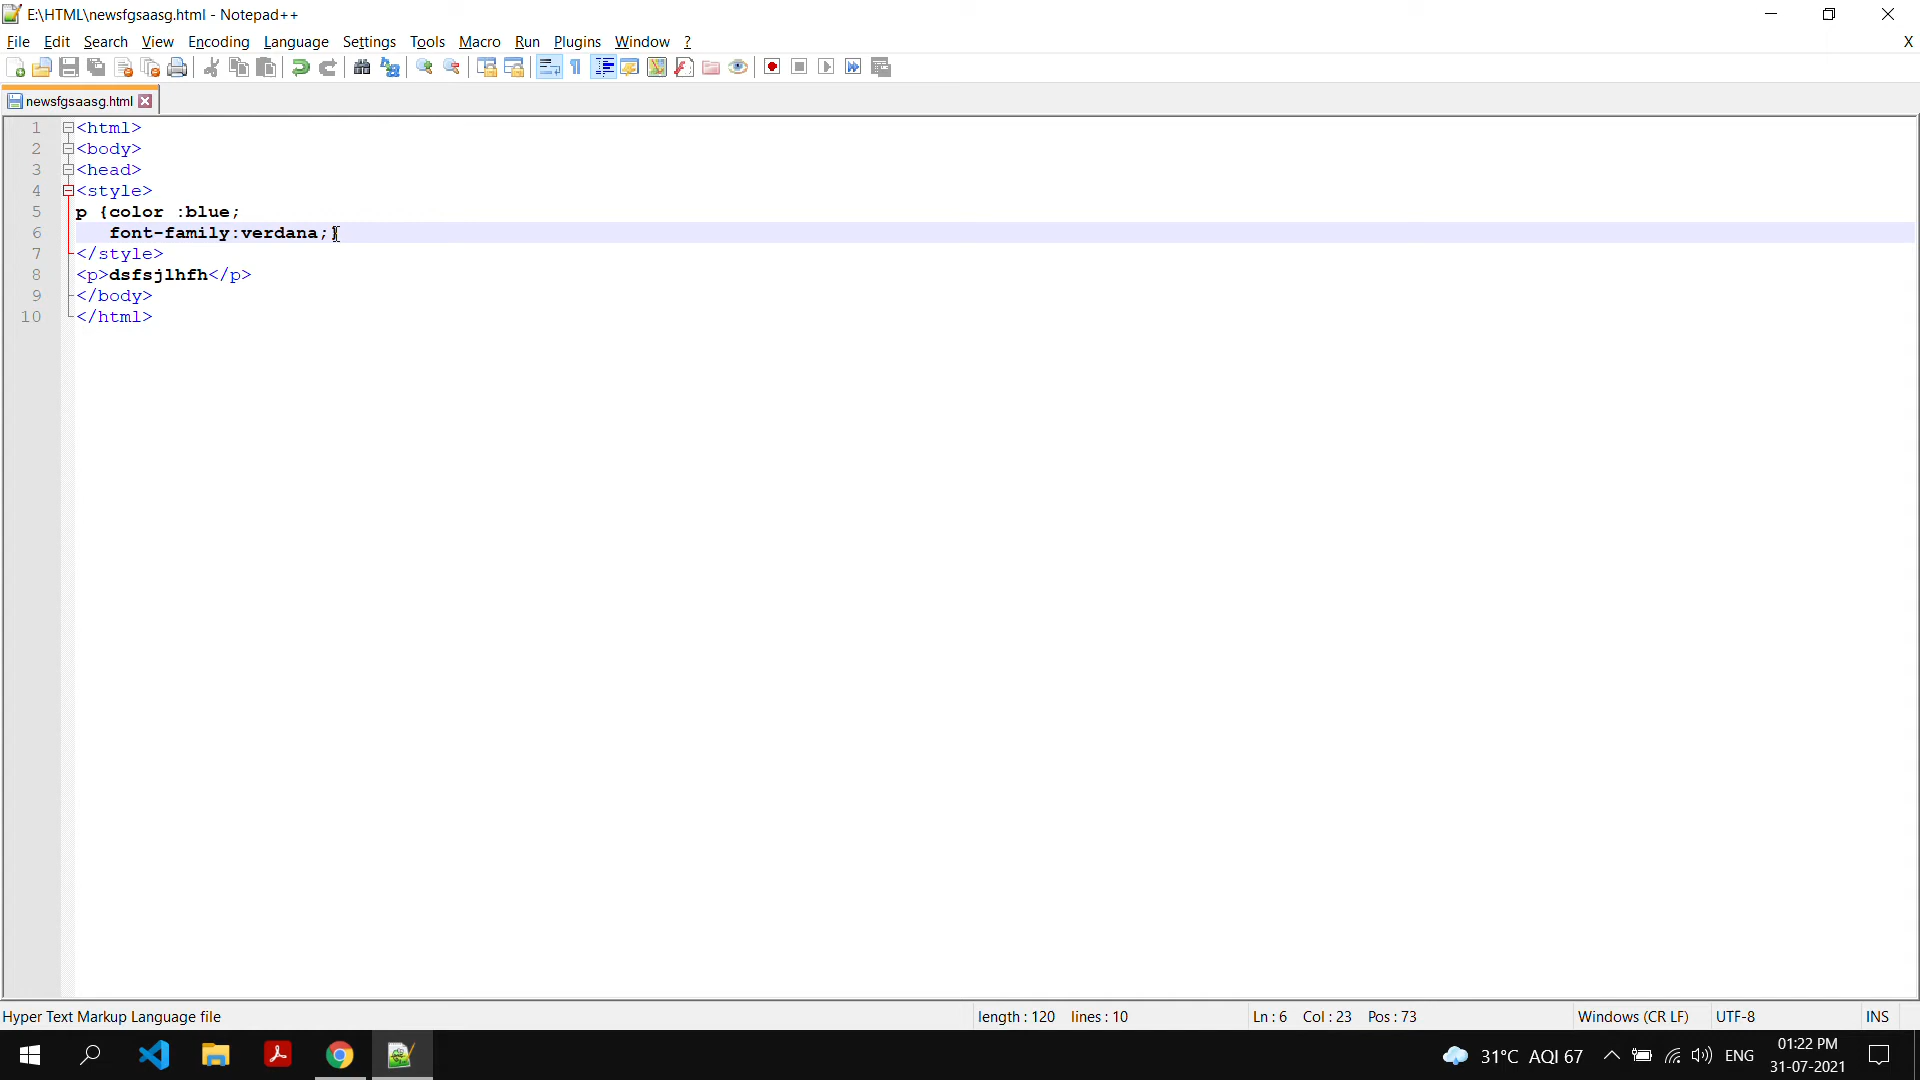 E:\HTML\newsfgsaasg.html - Notepad++
File Edit Search View Encoding Language Settings Tools Macro Run Plugins Window ? X
newsfgsaasg.html
1 <html>
2 <body>
3 <head>
4 <style>
5 p {color :blue;
6 font-family:verdana;}
7 </style>
8 <p>dsfsjlhfh</p>
9 </body>
10 </html>
Hyper Text Markup Language file length : 120 lines : 10 Ln : 6 Col : 23 Pos : 73 Windows (CR LF) UTF-8 INS
31°C AQI 67 ENG 01:22 PM
31-07-2021